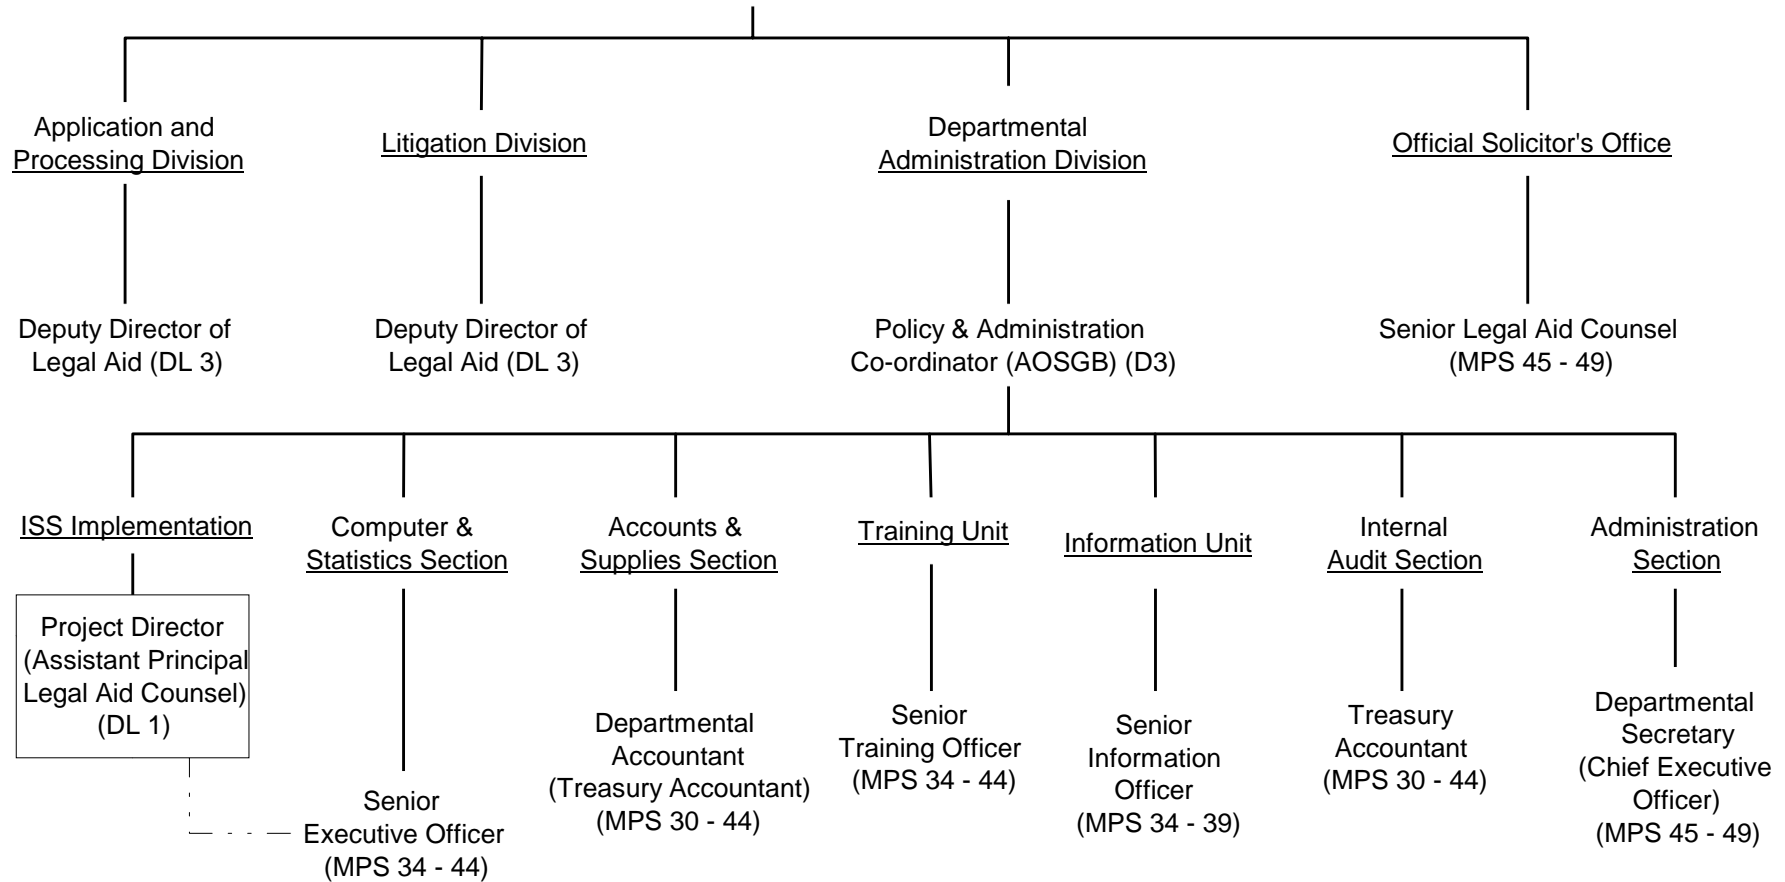 Application and
Processing Division
Litigation Division
Departmental
Administration Division
Official Solicitor's Office
Deputy Director of
Legal Aid (DL 3)
Deputy Director of
Legal Aid (DL 3)
Policy & Administration
Co-ordinator (AOSGB) (D3)
Senior Legal Aid Counsel
(MPS 45 - 49)
ISS Implementation
Computer &
Statistics Section
Accounts &
Supplies Section
Training Unit
Information Unit
Internal
Audit Section
Administration
Section
Project Director
(Assistant Principal
Legal Aid Counsel)
(DL 1)
Senior
Executive Officer
(MPS 34 - 44)
Departmental
Accountant
(Treasury Accountant)
(MPS 30 - 44)
Senior
Training Officer
(MPS 34 - 44)
Senior
Information
Officer
(MPS 34 - 39)
Treasury
Accountant
(MPS 30 - 44)
Departmental
Secretary
(Chief Executive
Officer)
(MPS 45 - 49)